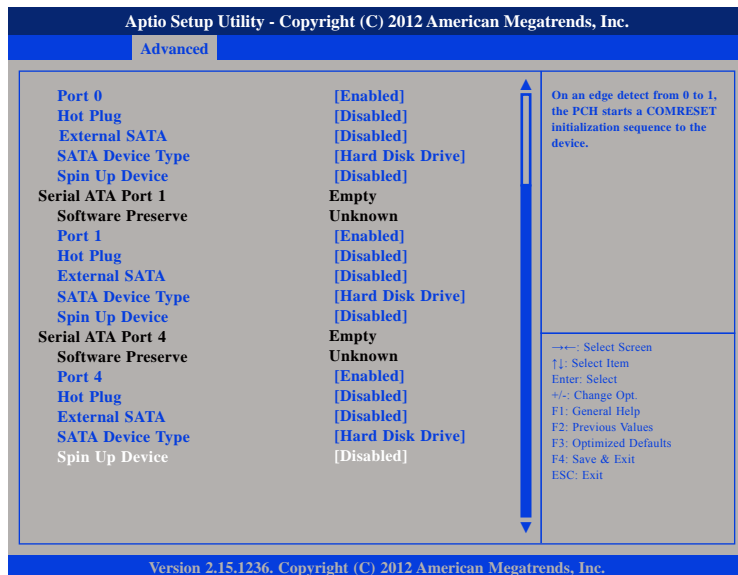 Aptio Setup Utility - Copyright (C) 2012 American Megatrends, Inc.
Advanced
Port 0 [Enabled]
Hot Plug [Disabled]
External SATA [Disabled]
SATA Device Type [Hard Disk Drive]
Spin Up Device [Disabled]
Serial ATA Port 1 Empty
Software Preserve Unknown
Port 1 [Enabled]
Hot Plug [Disabled]
External SATA [Disabled]
SATA Device Type [Hard Disk Drive]
Spin Up Device [Disabled]
Serial ATA Port 4 Empty
Software Preserve Unknown
Port 4 [Enabled]
Hot Plug [Disabled]
External SATA [Disabled]
SATA Device Type [Hard Disk Drive]
Spin Up Device [Disabled]
On an edge detect from 0 to 1,
the PCH starts a COMRESET
initialization sequence to the
device.
→←: Select Screen
↑↓: Select Item
Enter: Select
+/-: Change Opt.
F1: General Help
F2: Previous Values
F3: Optimized Defaults
F4: Save & Exit
ESC: Exit
Version 2.15.1236. Copyright (C) 2012 American Megatrends, Inc.